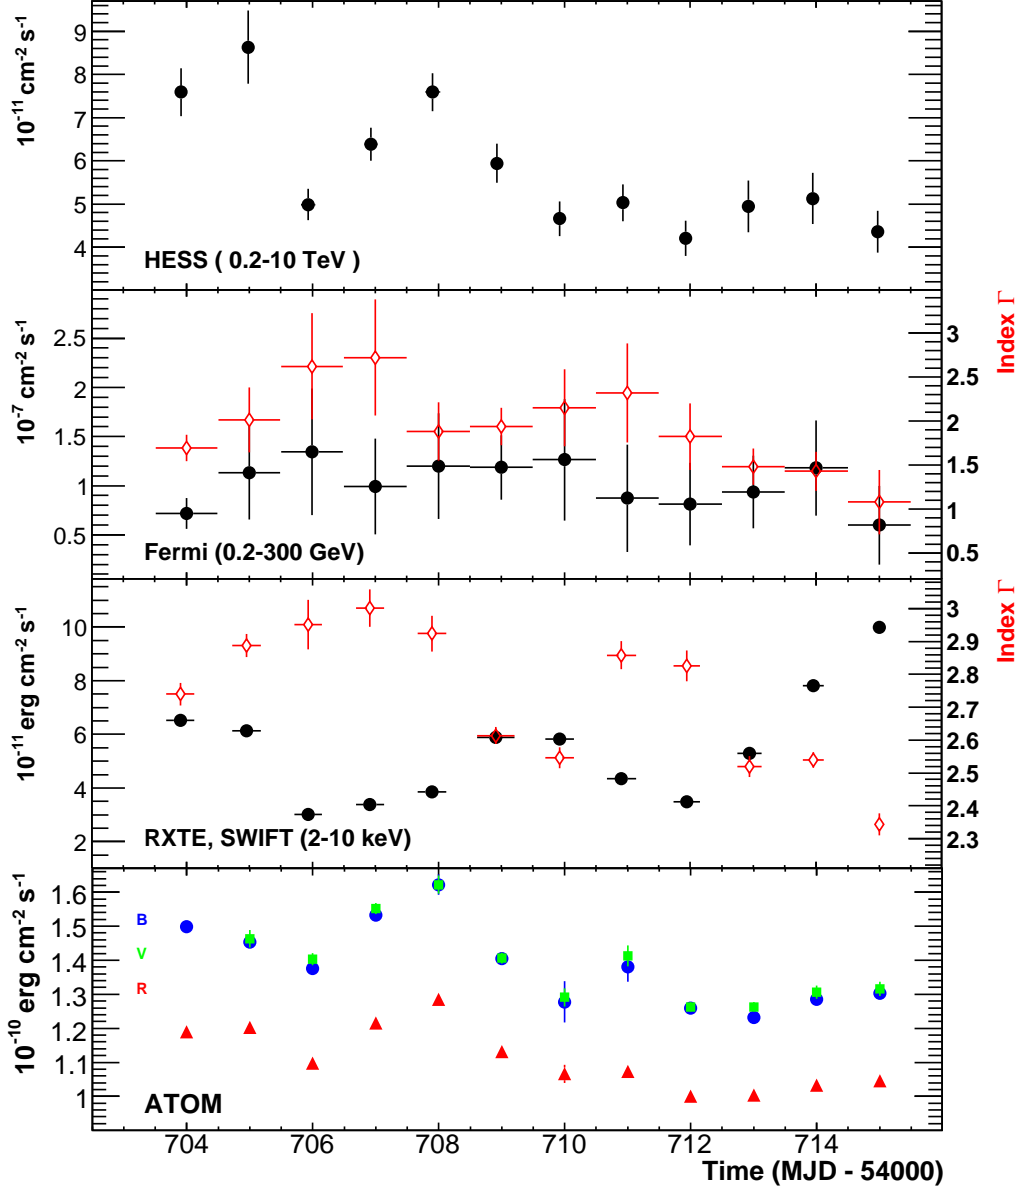 10-11 cm-2 s-1
9
8
7
6
5
4
HESS ( 0.2-10 TeV )
10-7 cm-2 s-1
2.5
2
1.5
1
0.5
Fermi (0.2-300 GeV)
3
2.5
2
1.5
1
0.5
Index Γ
10-11 erg cm-2 s-1
10
8
6
4
2
RXTE, SWIFT (2-10 keV)
3
2.9
2.8
2.7
2.6
2.5
2.4
2.3
Index Γ
10-10 erg cm-2 s-1
1.6
1.5
1.4
1.3
1.2
1.1
1
B
V
R
ATOM
704 706 708 710 712 714
Time (MJD - 54000)